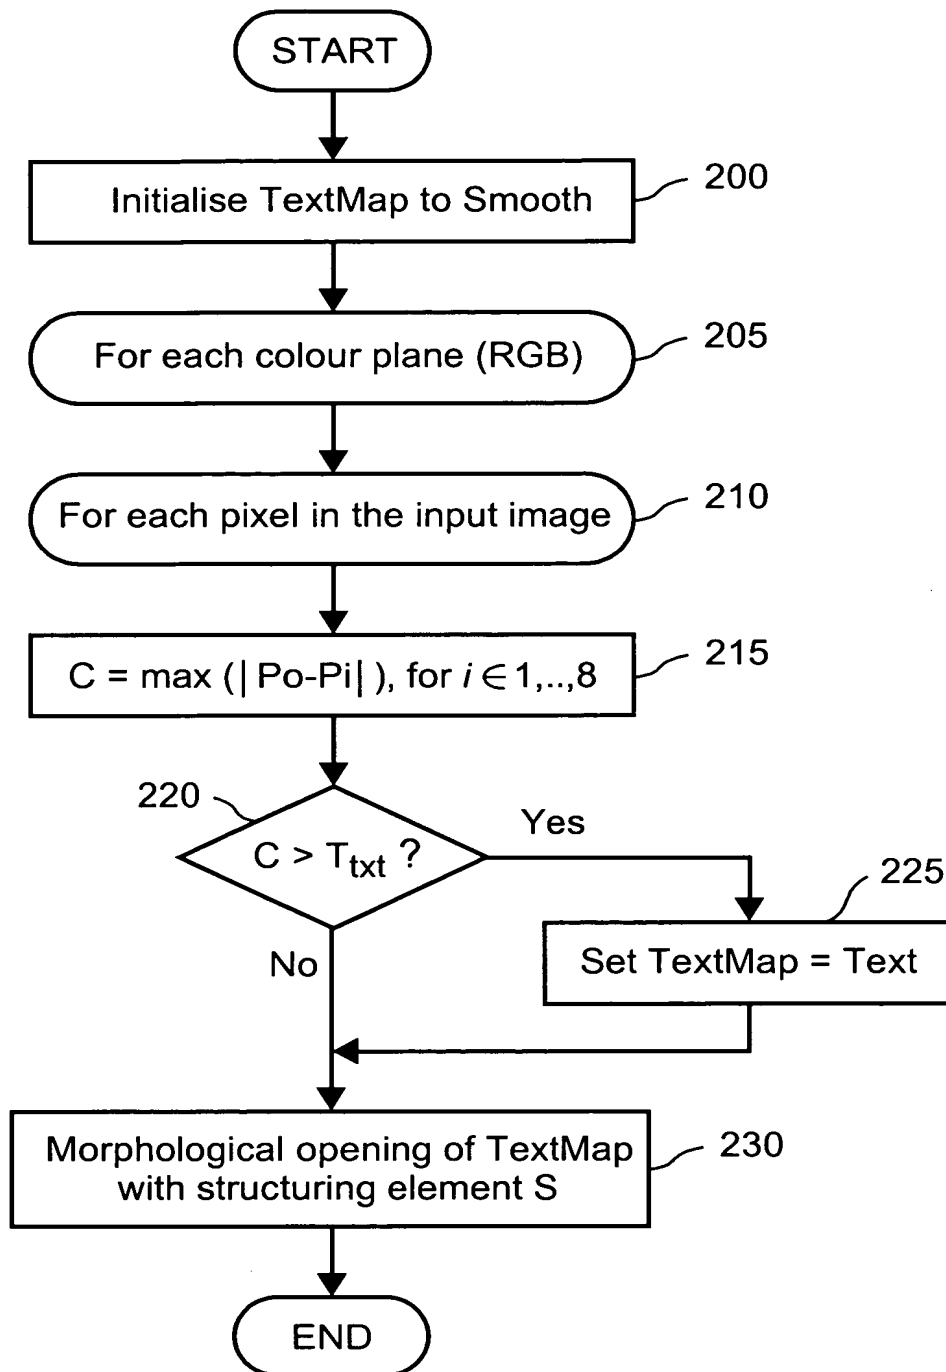 START
Initialise TextMap to Smooth
200
For each colour plane (RGB)
205
For each pixel in the input image
210
C = max (| Po-Pi| ), for i ∈ 1,..,8
215
220
C > Ttxt ?
Yes
No
225
Set TextMap = Text
Morphological opening of TextMap
with structuring element S
230
END